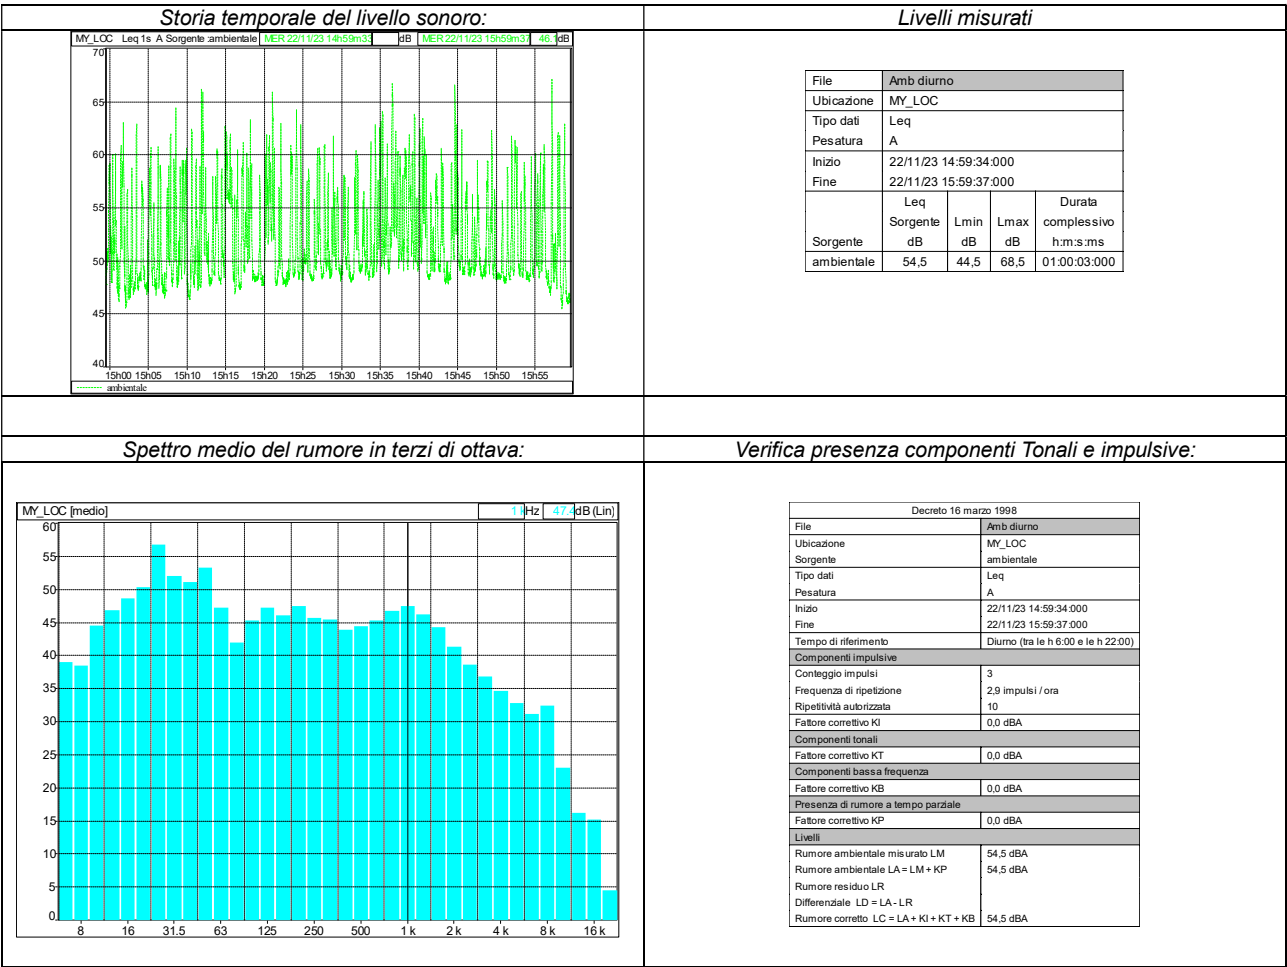 Storia temporale del livello sonoro:
MY_LOC Leq 1s A Sorgente :ambientale MER 22/11/23 14h59m33 dB MER 22/11/23 15h59m37 46.1 dB
70
65
60
55
50
45
40
15h00 15h05 15h10 15h15 15h20 15h25 15h30 15h35 15h40 15h45 15h50 15h55
ambientale
Livelli misurati
File Amb diurno
Ubicazione MY_LOC
Tipo dati Leq
Pesatura A
Inizio 22/11/23 14:59:34:000
Fine 22/11/23 15:59:37:000
Leq Durata
Sorgente Lmin Lmax complessivo
Sorgente dB dB dB h:m:s:ms
ambientale 54,5 44,5 68,5 01:00:03:000
Spettro medio del rumore in terzi di ottava:
MY_LOC [medio] 1 kHz 47.4 dB (Lin)
60
55
50
45
40
35
30
25
20
15
10
5
0
8 16 31.5 63 125 250 500 1 k 2 k 4 k 8 k 16 k
Verifica presenza componenti Tonali e impulsive:
Decreto 16 marzo 1998
File Amb diurno
Ubicazione MY_LOC
Sorgente ambientale
Tipo dati Leq
Pesatura A
Inizio 22/11/23 14:59:34:000
Fine 22/11/23 15:59:37:000
Tempo di riferimento Diurno (tra le h 6:00 e le h 22:00)
Componenti impulsive
Conteggio impulsi 3
Frequenza di ripetizione 2,9 impulsi / ora
Ripetitività autorizzata 10
Fattore correttivo KI 0,0 dBA
Componenti tonali
Fattore correttivo KT 0,0 dBA
Componenti bassa frequenza
Fattore correttivo KB 0,0 dBA
Presenza di rumore a tempo parziale
Fattore correttivo KP 0,0 dBA
Livelli
Rumore ambientale misurato LM 54,5 dBA
Rumore ambientale LA = LM + KP 54,5 dBA
Rumore residuo LR
Differenziale LD = LA - LR
Rumore corretto LC = LA + KI + KT + KB 54,5 dBA